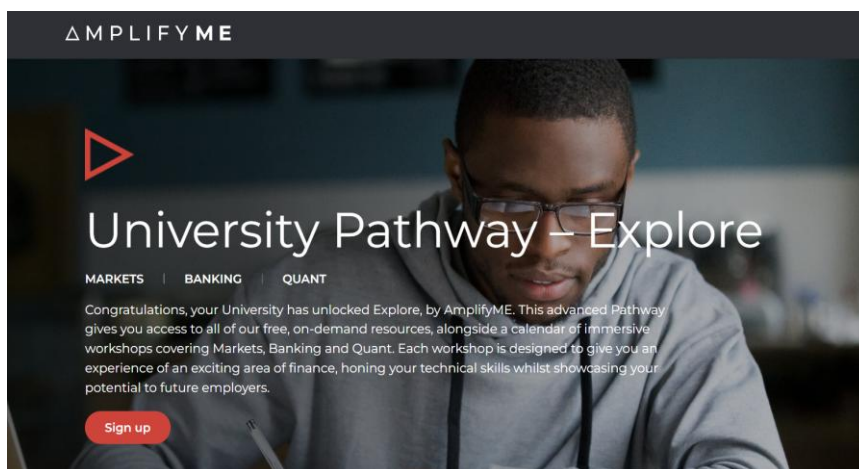 AMPLIFYME
University Pathway – Explore
MARKETS | BANKING | QUANT
Congratulations, your University has unlocked Explore, by AmplifyME. This advanced Pathway
gives you access to all of our free, on-demand resources, alongside a calendar of immersive
workshops covering Markets, Banking and Quant. Each workshop is designed to give you an
experience of an exciting area of finance, honing your technical skills whilst showcasing your
potential to future employers.
Sign up